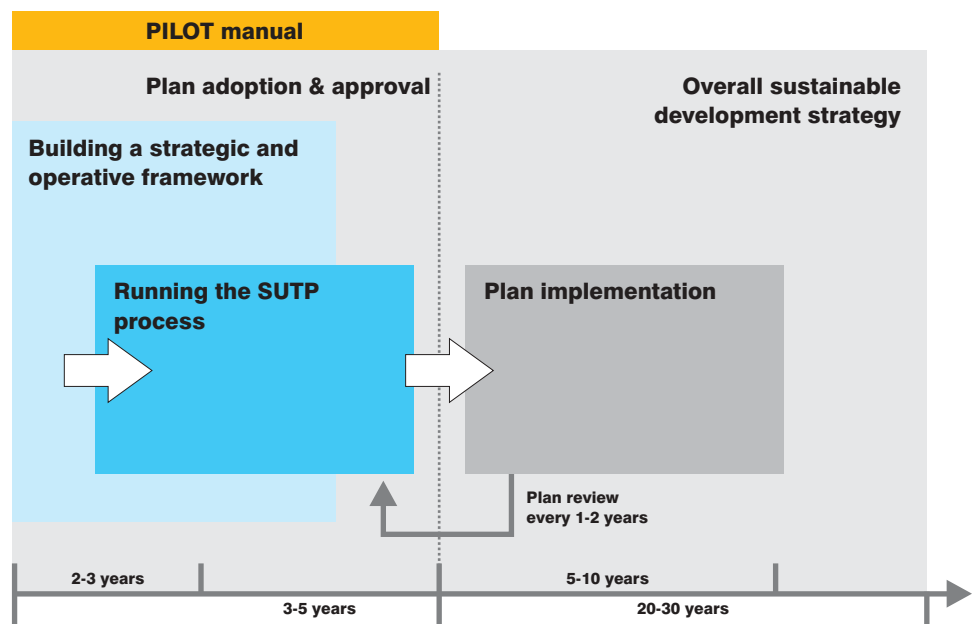 PILOT manual
Plan adoption & approval
Overall sustainable
development strategy
Building a strategic and
operative framework
Running the SUTP
process
Plan implementation
Plan review
every 1-2 years
2-3 years
5-10 years
3-5 years
20-30 years